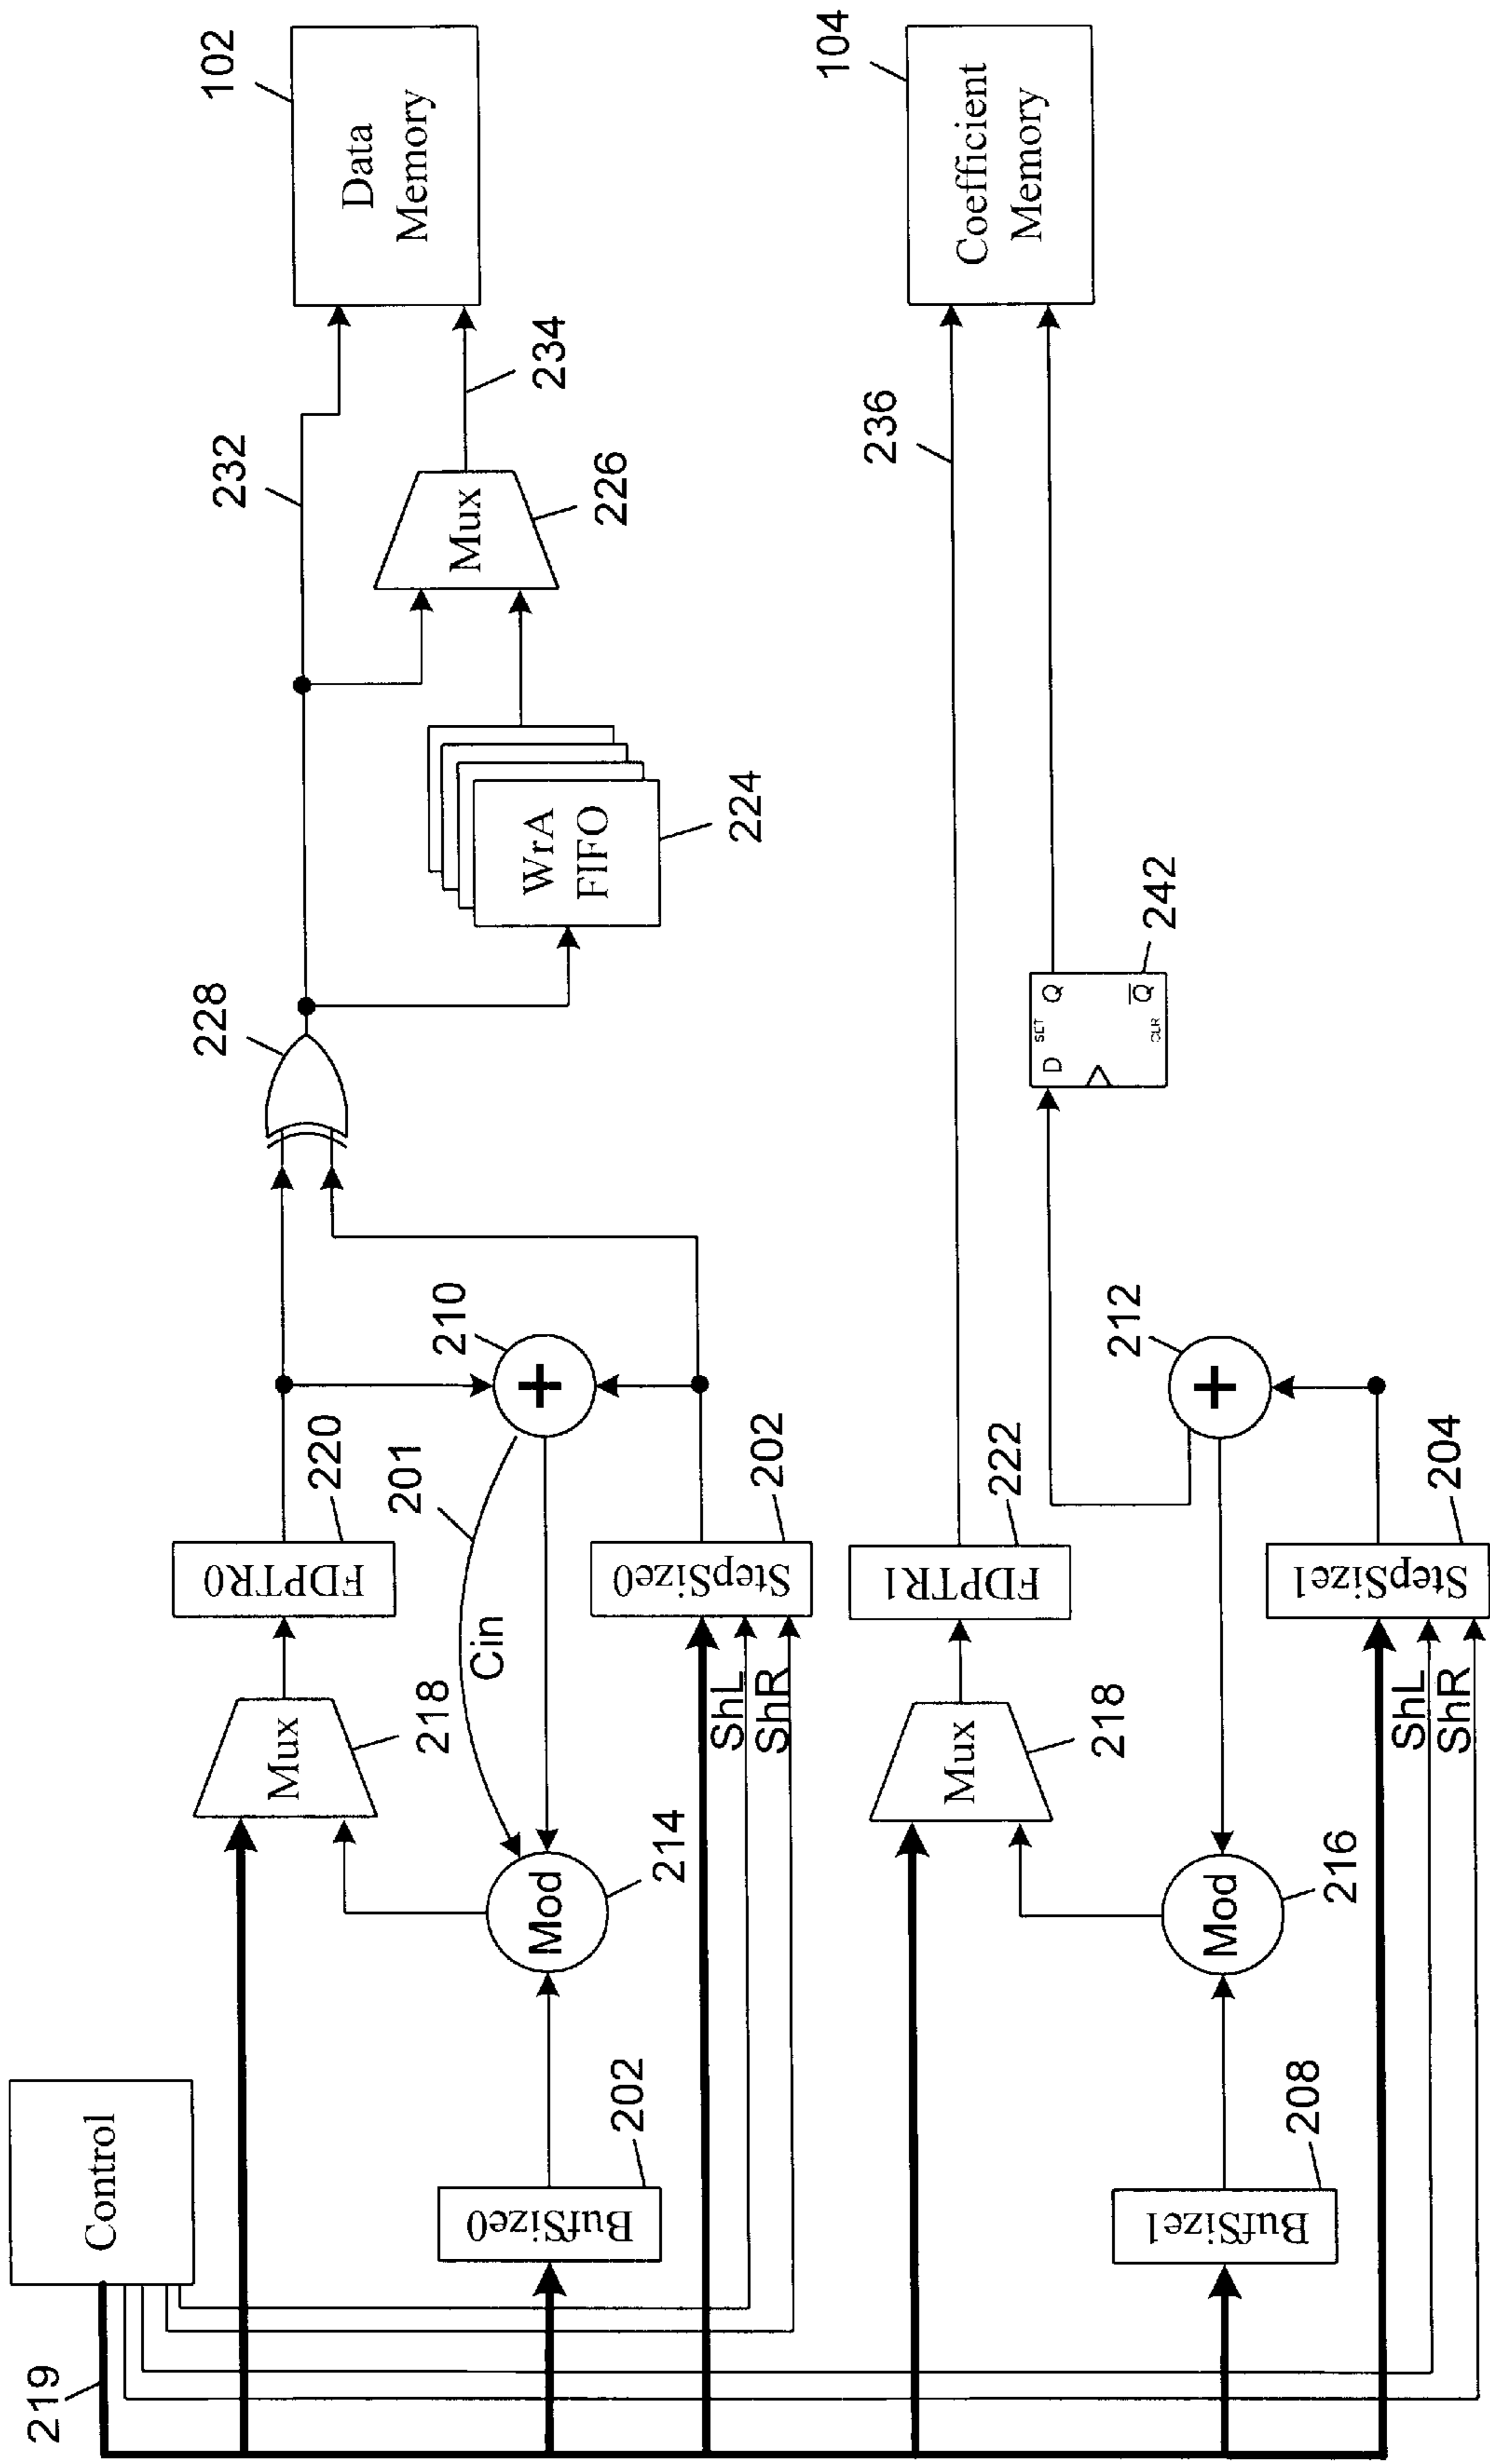 219
Control
BufSize0
202
Mod
214
Mux
218
FDPTR0
220
Cin
201
210
+
StepSize0
202
ShL
ShR
228
WrA
FIFO
224
Mux
226
232
234
Data
Memory
102
BufSize1
208
Mod
216
Mux
218
FDPTR1
222
212
+
StepSize1
204
ShL
ShR
D
SET
Q
CLR
Q̅
242
236
Coefficient
Memory
104